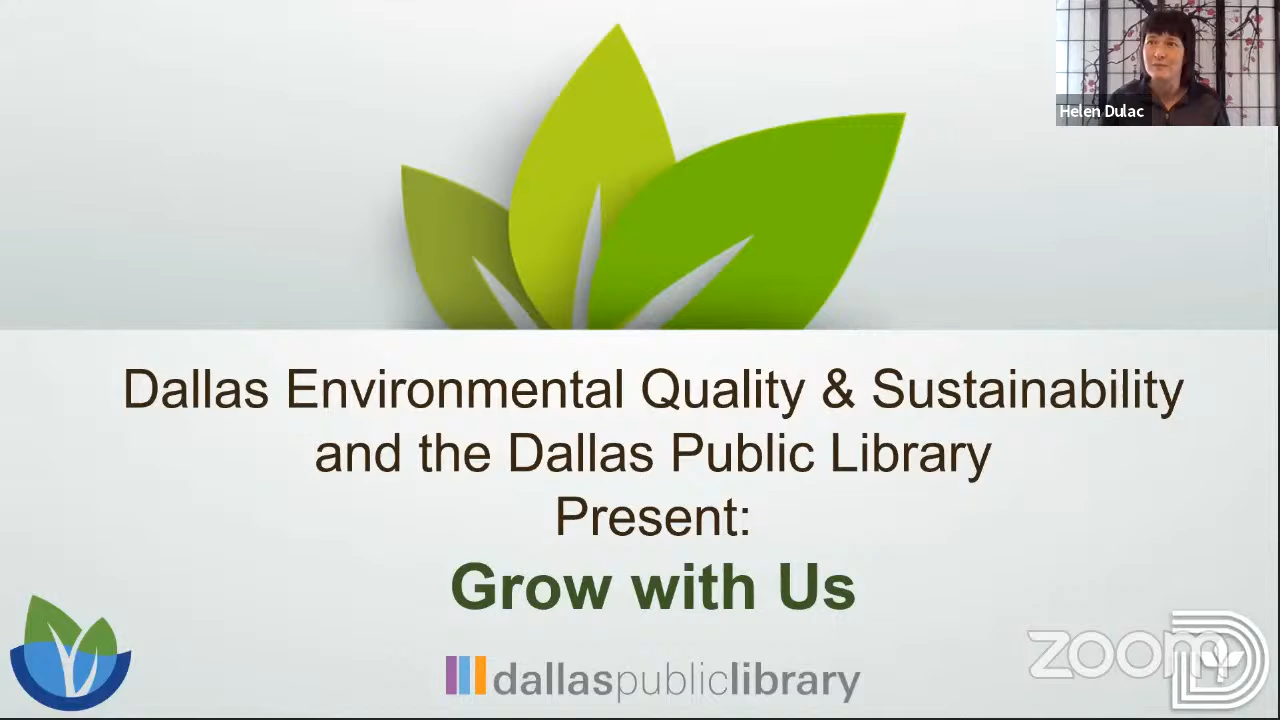 Helen Dulac
Dallas Environmental Quality & Sustainability
and the Dallas Public Library
Present:
Grow with Us
dallaspubliclibrary
zoom
D